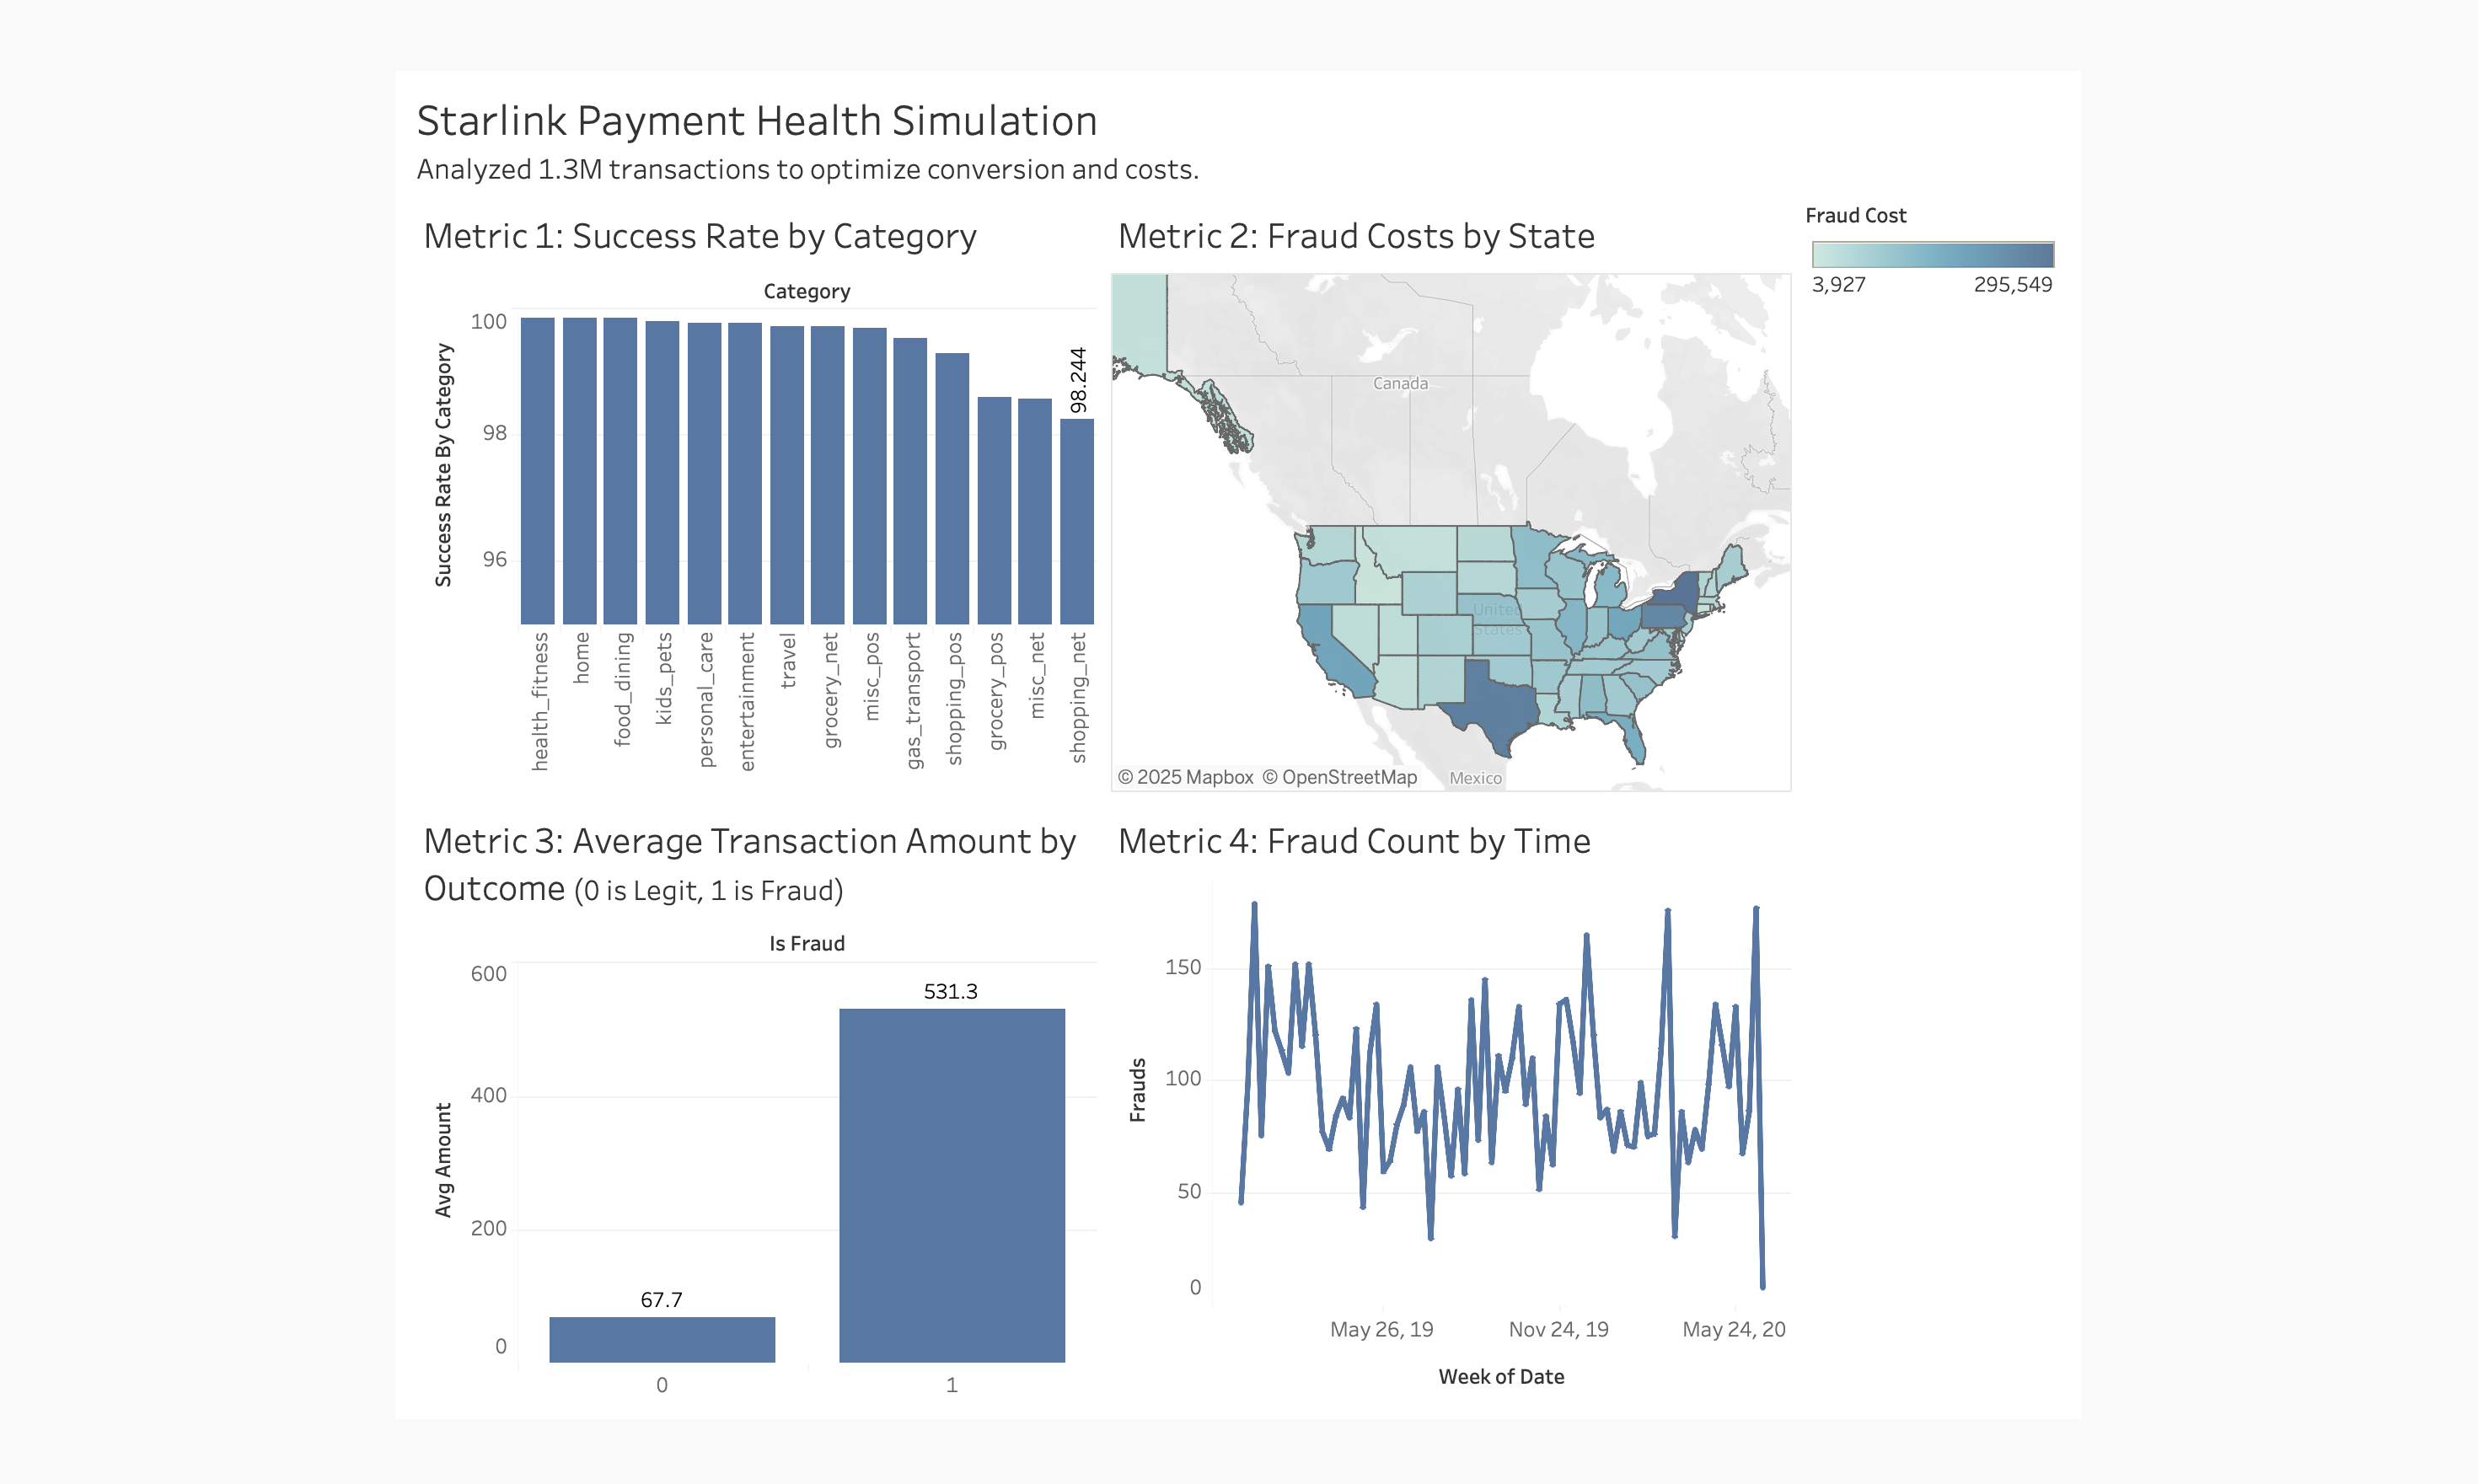 Starlink Payment Health Simulation
Analyzed 1.3M transactions to optimize conversion and costs.
Metric 1: Success Rate by Category
Category
Success Rate By Category
100
98
96
98.244
health_fitness
home
food_dining
kids_pets
personal_care
entertainment
travel
grocery_net
misc_pos
gas_transport
shopping_pos
grocery_pos
misc_net
shopping_net
Metric 2: Fraud Costs by State
Canada
United
States
Mexico
© 2025 Mapbox © OpenStreetMap
Fraud Cost
3,927 295,549
Metric 3: Average Transaction Amount by
Outcome (0 is Legit, 1 is Fraud)
Is Fraud
Avg Amount
600
400
200
0
67.7
531.3
0 1
Metric 4: Fraud Count by Time
Frauds
150
100
50
0
May 26, 19 Nov 24, 19 May 24, 20
Week of Date